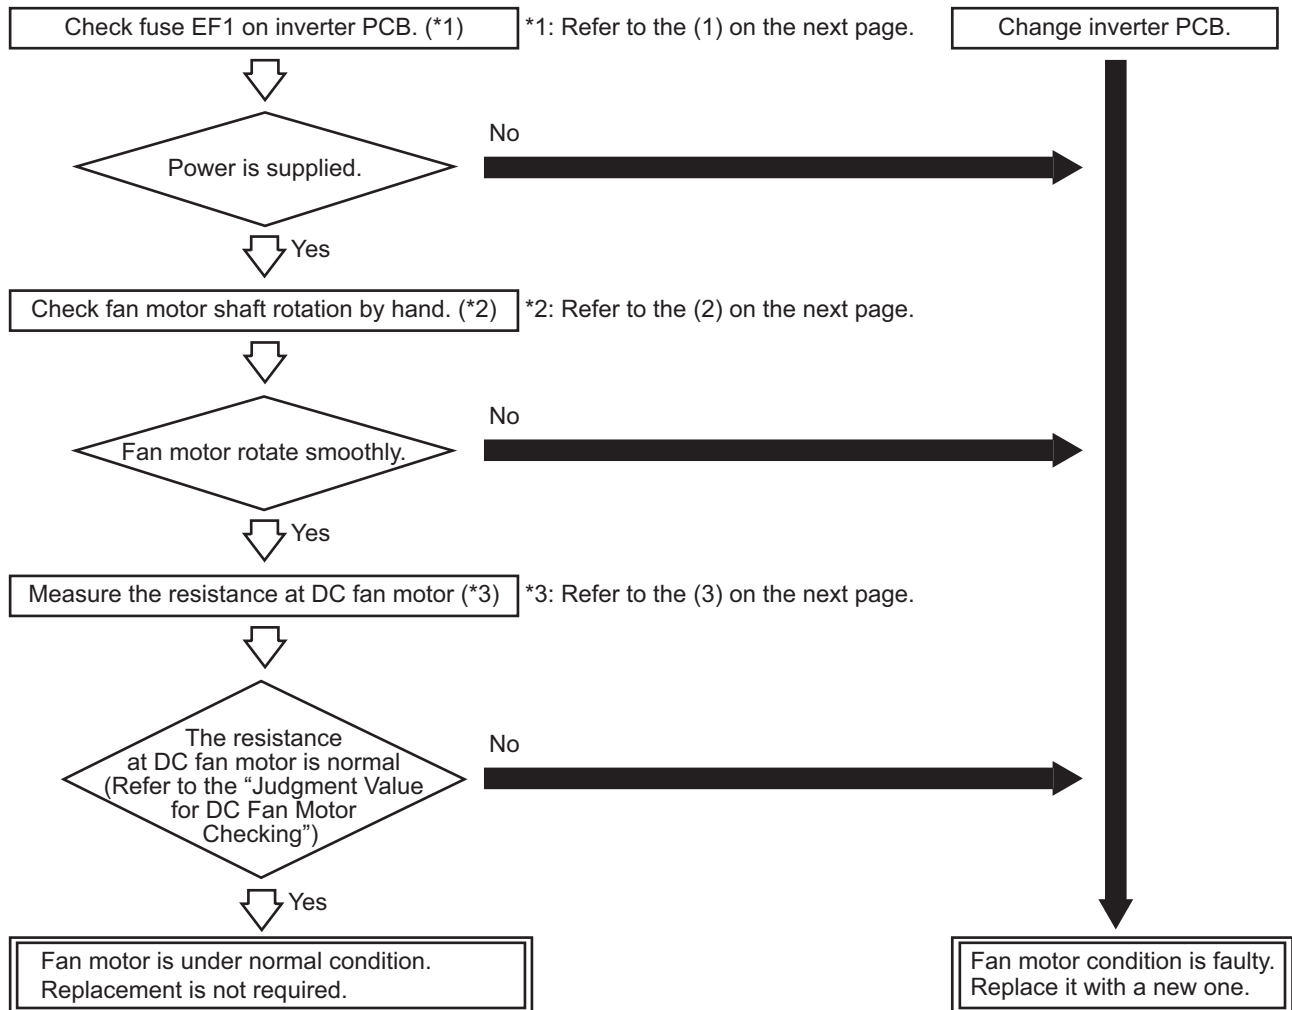 Check fuse EF1 on inverter PCB. (*1)
*1: Refer to the (1) on the next page.
Change inverter PCB.
No
Power is supplied.
Yes
Check fan motor shaft rotation by hand. (*2)
*2: Refer to the (2) on the next page.
No
Fan motor rotate smoothly.
Yes
Measure the resistance at DC fan motor (*3)
*3: Refer to the (3) on the next page.
The resistance
at DC fan motor is normal
(Refer to the “Judgment Value
for DC Fan Motor
Checking”)
No
Yes
Fan motor is under normal condition.
Replacement is not required.
Fan motor condition is faulty.
Replace it with a new one.